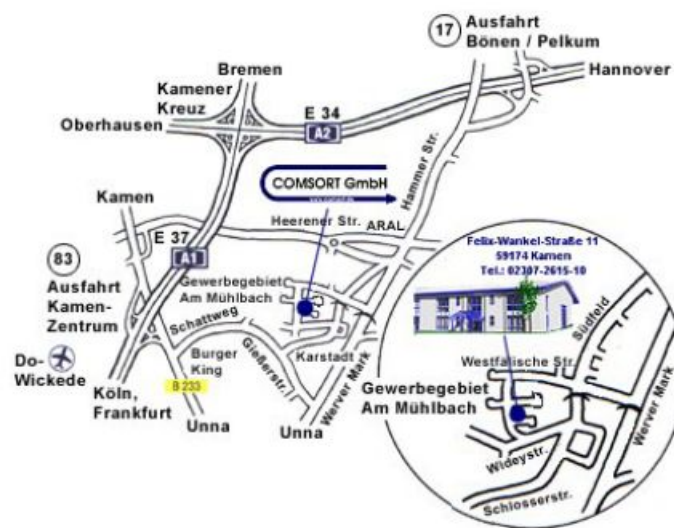 17
Ausfahrt
Bönen / Pelkum
Bremen
Hannover
Kamener
Kreuz
E 34
Oberhausen
A2
Hammer Str.
COMSORT GmbH
Kamen
Heerener Str.
ARAL
E 37
A1
83
Ausfahrt
Kamen-
Zentrum
Gewerbegebiet
Am Mühlbach
Schattweg
Burger
King
Gießerstr.
Karstadt
Werver Mark
Do-
Wickede
B 233
Köln,
Frankfurt
Unna
Unna
Felix-Wankel-Straße 11
59174 Kamen
Tel.: 02307-2615-10
Südfeld
Westfälische Str.
Gewerbegebiet
Am Mühlbach
Werver Mark
Wideystr.
Schlosserstr.